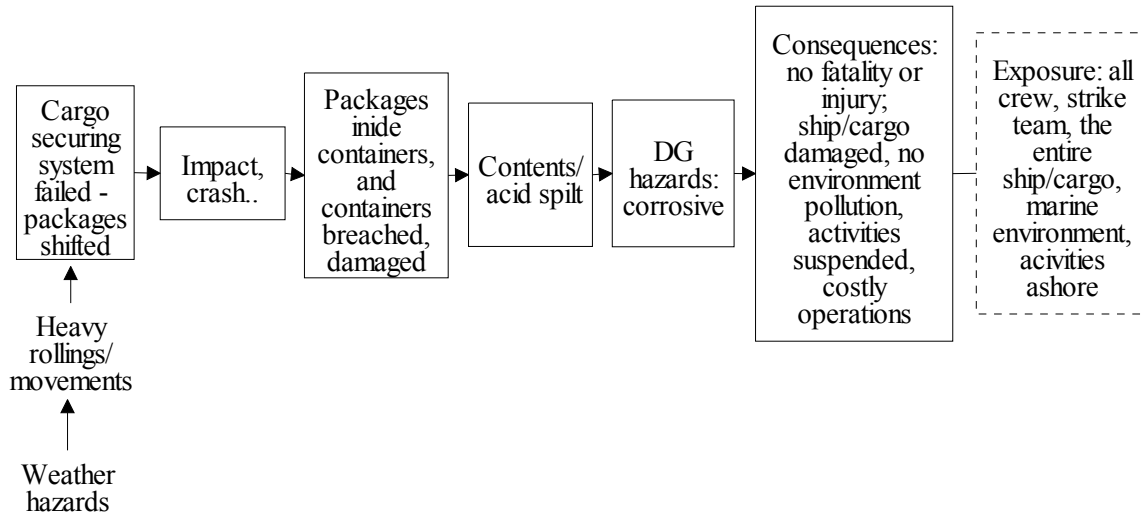 Cargo
securing
system
failed -
packages
shifted
Heavy
rollings/
movements
Weather
hazards
Impact,
crash..
Packages
inide
containers,
and
containers
breached,
damaged
Contents/
acid spilt
DG
hazards:
corrosive
Consequences:
no fatality or
injury;
ship/cargo
damaged, no
environment
pollution,
activities
suspended,
costly
operations
Exposure: all
crew, strike
team, the
entire
ship/cargo,
marine
environment,
acivities
ashore